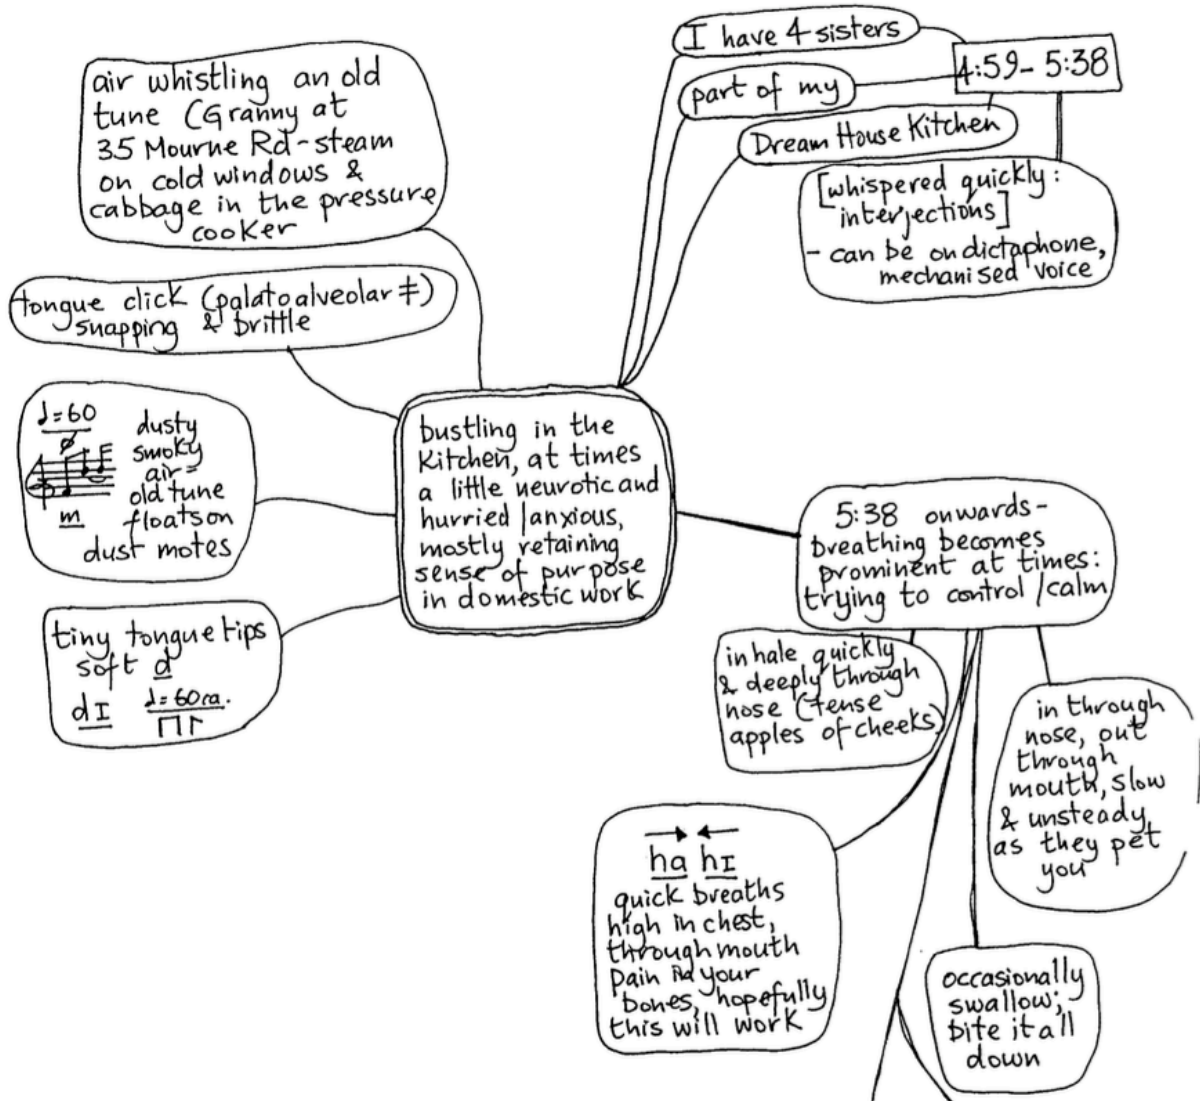 air whistling an old
tune (Granny at
35 Mourne Rd-steam
on cold windows &
cabbage in the pressure
cooker
tongue click (palatoalveolar ǂ)
snapping & brittle
♩=60
dusty
smoky
air=
old tune
floats on
dust motes
m
tiny tongue tips
soft d
dI
♩=60ca.
bustling in the
Kitchen, at times
a little neurotic and
hurried /anxious,
mostly retaining
sense of purpose
in domestic work
I have 4 sisters
part of my
Dream House Kitchen
4:59- 5:38
[whispered quickly:
interjections]
- can be on dictaphone,
mechanised voice
5:38 onwards-
breathing becomes
prominent at times:
trying to control /calm
inhale quickly
& deeply through
nose (tense
apples of cheeks)
in through
nose, out
through
mouth, slow
& unsteady
as they pet
you
ha hI
quick breaths
high in chest,
through mouth
pain in your
bones, hopefully
this will work
occasionally
swallow;
bite it all
down